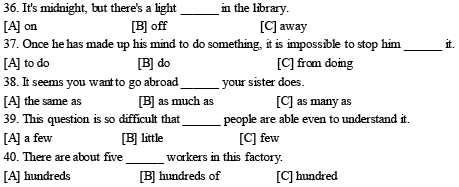 36. It's midnight, but there's a light ______ in the library.
[A] on [B] off [C] away
37. Once he has made up his mind to do something, it is impossible to stop him ______ it.
[A] to do [B] do [C] from doing
38. It seems you want to go abroad ______ your sister does.
[A] the same as [B] as much as [C] as many as
39. This question is so difficult that ______ people are able even to understand it.
[A] a few [B] little [C] few
40. There are about five ______ workers in this factory.
[A] hundreds [B] hundreds of [C] hundred